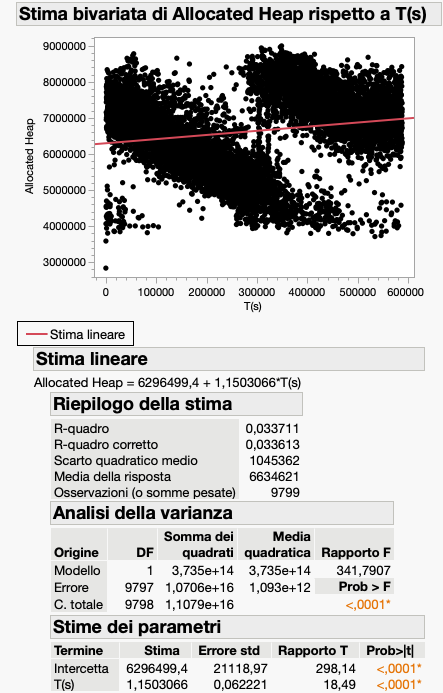 Stima bivariata di Allocated Heap rispetto a T(s)
9000000
8000000
7000000
6000000
5000000
4000000
3000000
Allocated Heap
0 100000 200000 300000 400000 500000 600000
T(s)
Stima lineare
Stima lineare
Allocated Heap = 6296499,4 + 1,1503066*T(s)
Riepilogo della stima
R-quadro 0,033711
R-quadro corretto 0,033613
Scarto quadratico medio 1045362
Media della risposta 6634621
Osservazioni (o somme pesate) 9799
Analisi della varianza
Origine DF Somma dei quadrati Media quadratica Rapporto F
Modello 1 3,735e+14 3,735e+14 341,7907
Errore 9797 1,0706e+16 1,093e+12 Prob > F
C. totale 9798 1,1079e+16 <,0001*
Stime dei parametri
Termine Stima Errore std Rapporto T Prob>|t|
Intercetta 6296499,4 21118,97 298,14 <,0001*
T(s) 1,1503066 0,062221 18,49 <,0001*